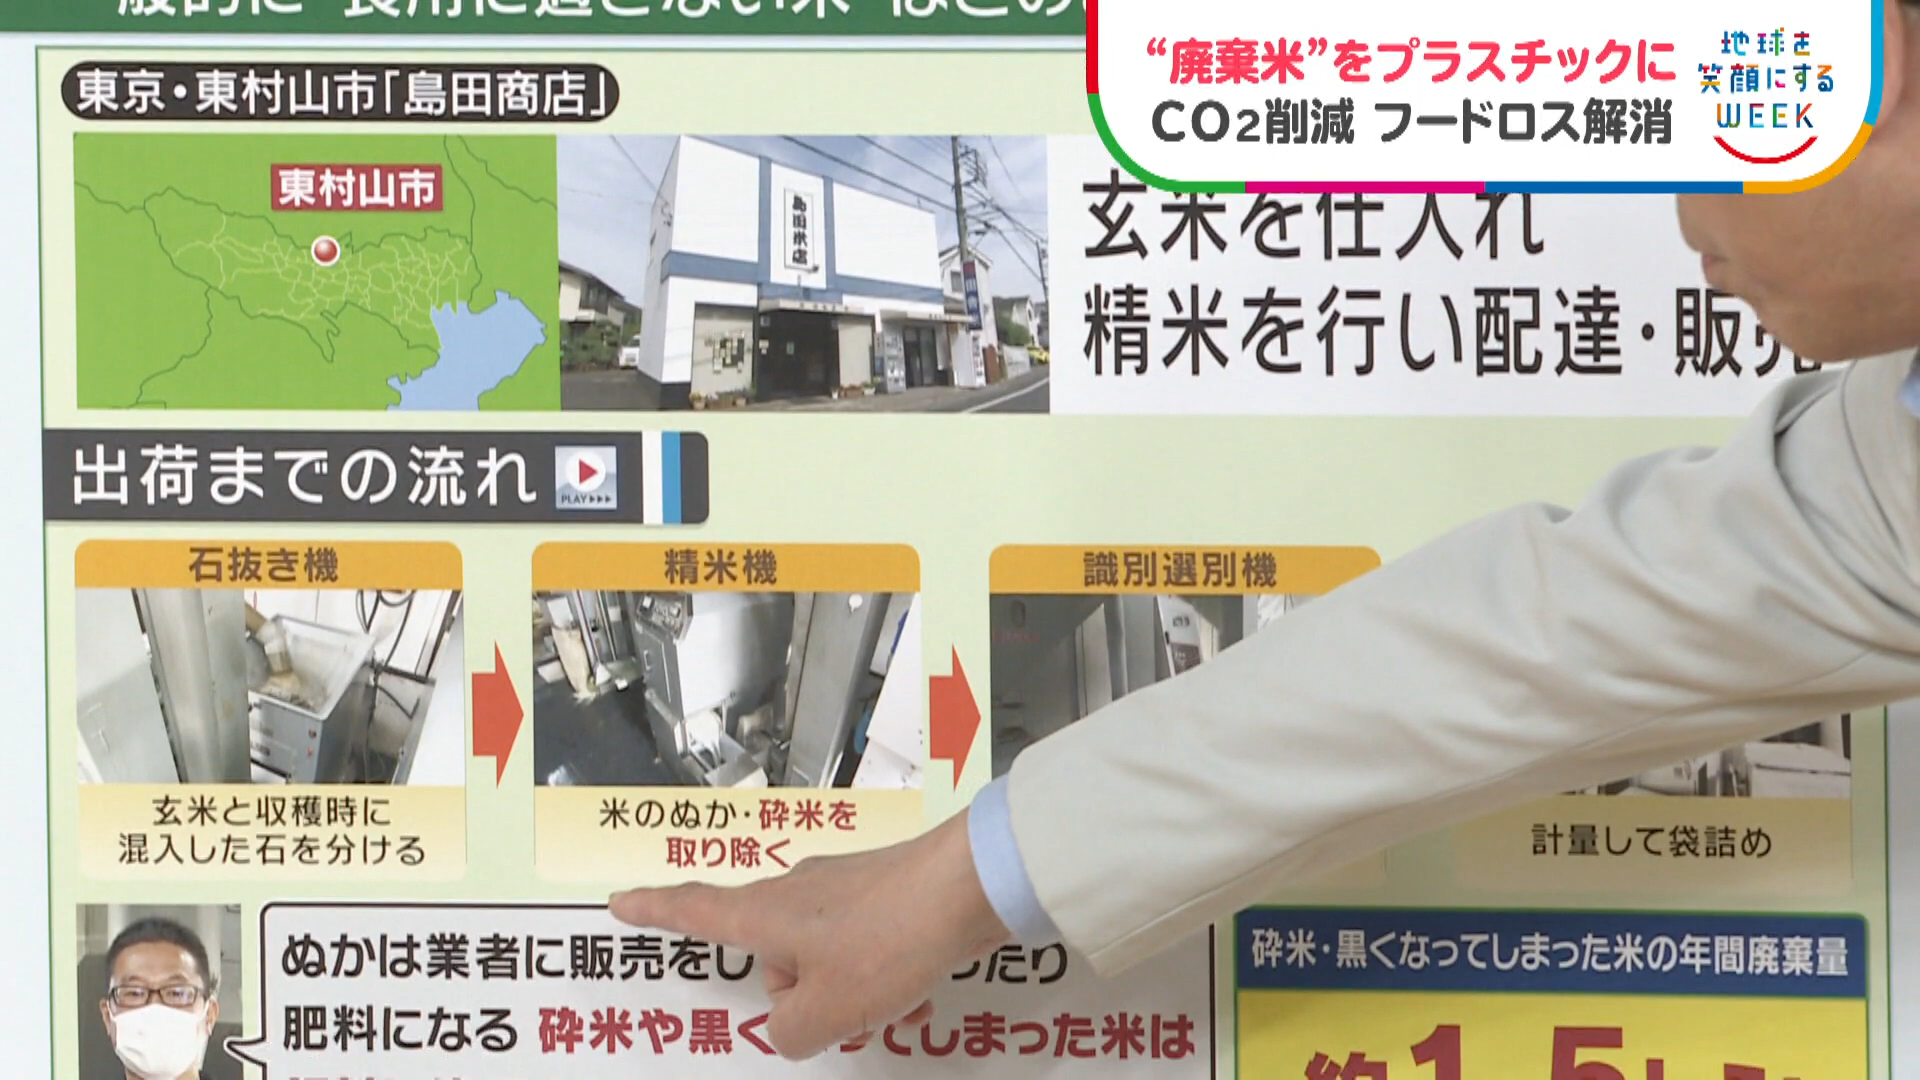 “廃棄米”をプラスチックに
CO2削減 フードロス解消
地球を
笑顔にする
WEEK
東京・東村山市「島田商店」
東村山市
島田米店
玄米を仕入れ
精米を行い配達・販売
出荷までの流れ
PLAY
石抜き機
精米機
識別選別機
玄米と収穫時に
混入した石を分ける
米のぬか・砕米を
取り除く
計量して袋詰め
ぬかは業者に販売をし
ったり
肥料になる 砕米や黒く
ってしまった米は
砕米・黒くなってしまった米の年間廃棄量
約1.5トン